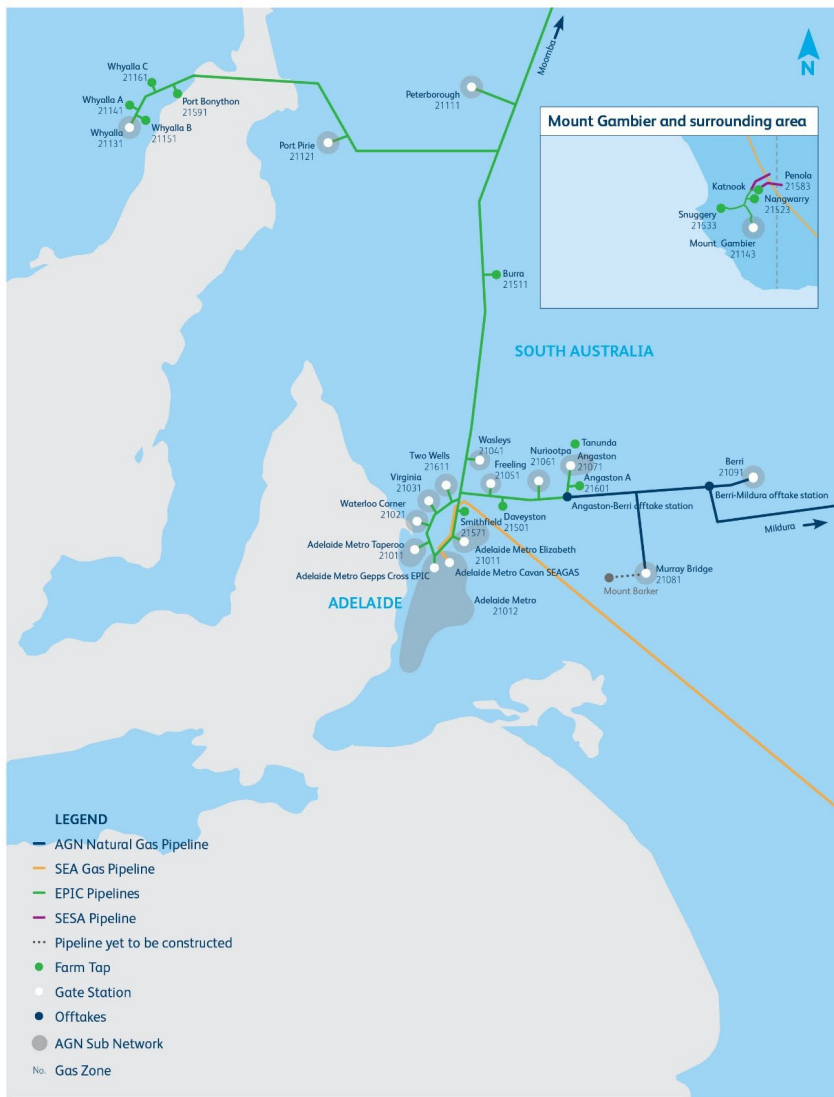 Moomba
N
Whyalla C
21161
Whyalla A
21141
Port Bonython
21591
Whyalla
21131
Whyalla B
21151
Port Pirie
21121
Peterborough
21111
Mount Gambier and surrounding area
Katnook
Penola
21583
Nangwarry
21523
Snuggery
21533
Mount Gambier
21143
Burra
21511
SOUTH AUSTRALIA
Two Wells
21611
Wasleys
21041
Virginia
21031
Freeling
21051
Nuriootpa
21061
Tanunda
Angaston
21071
Angaston A
21601
Berri
21091
Waterloo Corner
21021
Smithfield
21571
Daveyston
21501
Angaston-Berri offtake station
Berri-Mildura offtake station
Mildura
Adelaide Metro Taperoo
21011
Adelaide Metro Elizabeth
21011
Adelaide Metro Gepps Cross EPIC
Adelaide Metro Cavan SEAGAS
Murray Bridge
21081
Mount Barker
ADELAIDE
Adelaide Metro
21012
LEGEND
AGN Natural Gas Pipeline
SEA Gas Pipeline
EPIC Pipelines
SESA Pipeline
Pipeline yet to be constructed
Farm Tap
Gate Station
Offtakes
AGN Sub Network
No. Gas Zone